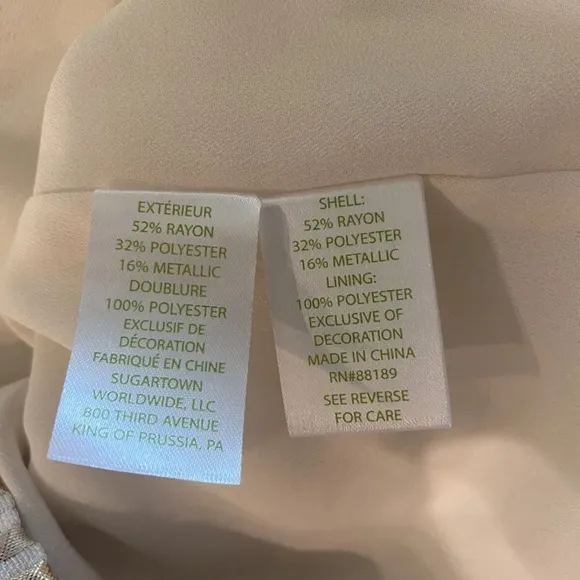 EXTÉRIEUR
52% RAYON
32% POLYESTER
16% METALLIC
DOUBLURE
100% POLYESTER
EXCLUSIF DE
DÉCORATION
FABRIQUÉ EN CHINE
SUGARTOWN
WORLDWIDE, LLC
800 THIRD AVENUE
KING OF PRUSSIA, PA
SHELL:
52% RAYON
32% POLYESTER
16% METALLIC
LINING:
100% POLYESTER
EXCLUSIVE OF
DECORATION
MADE IN CHINA
RN#88189
SEE REVERSE
FOR CARE